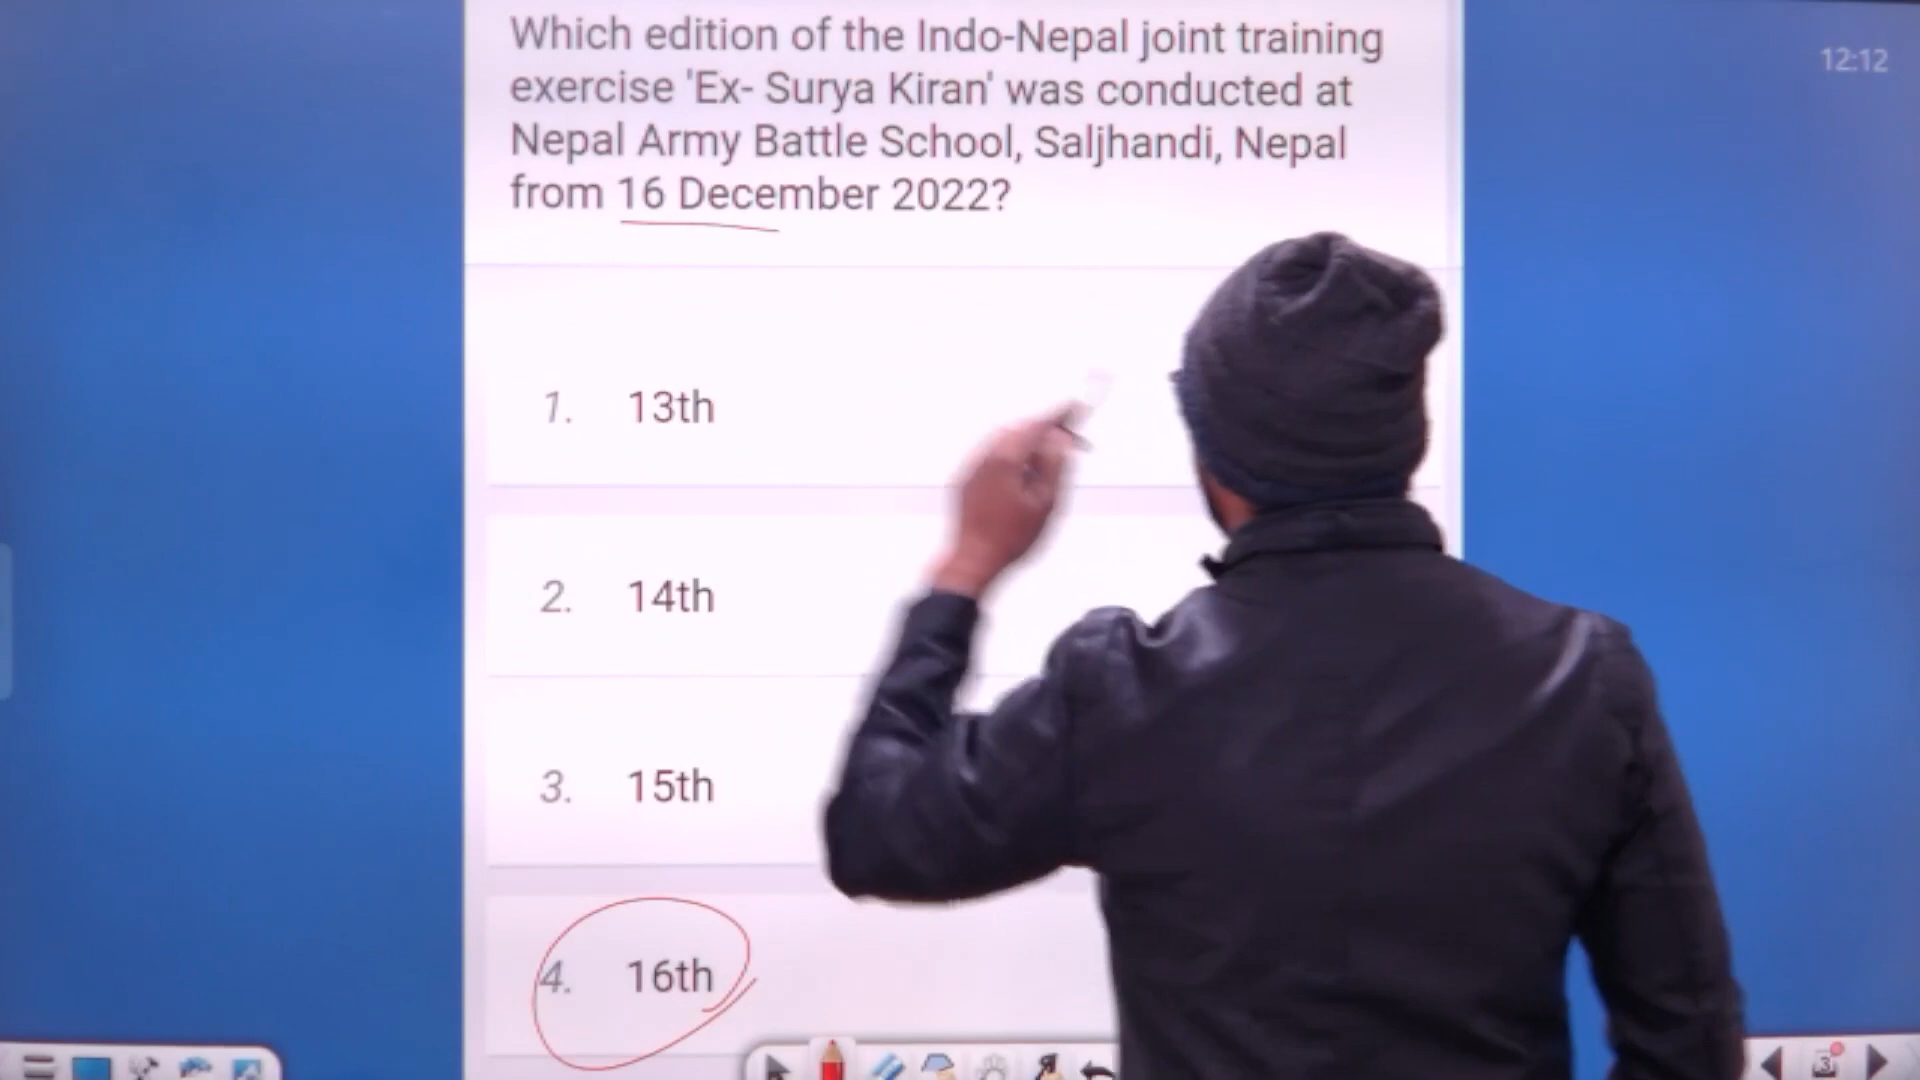 Which edition of the Indo-Nepal joint training
exercise 'Ex- Surya Kiran' was conducted at
Nepal Army Battle School, Saljhandi, Nepal
from 16 December 2022?
12:12
1. 13th
2. 14th
3. 15th
4. 16th
3